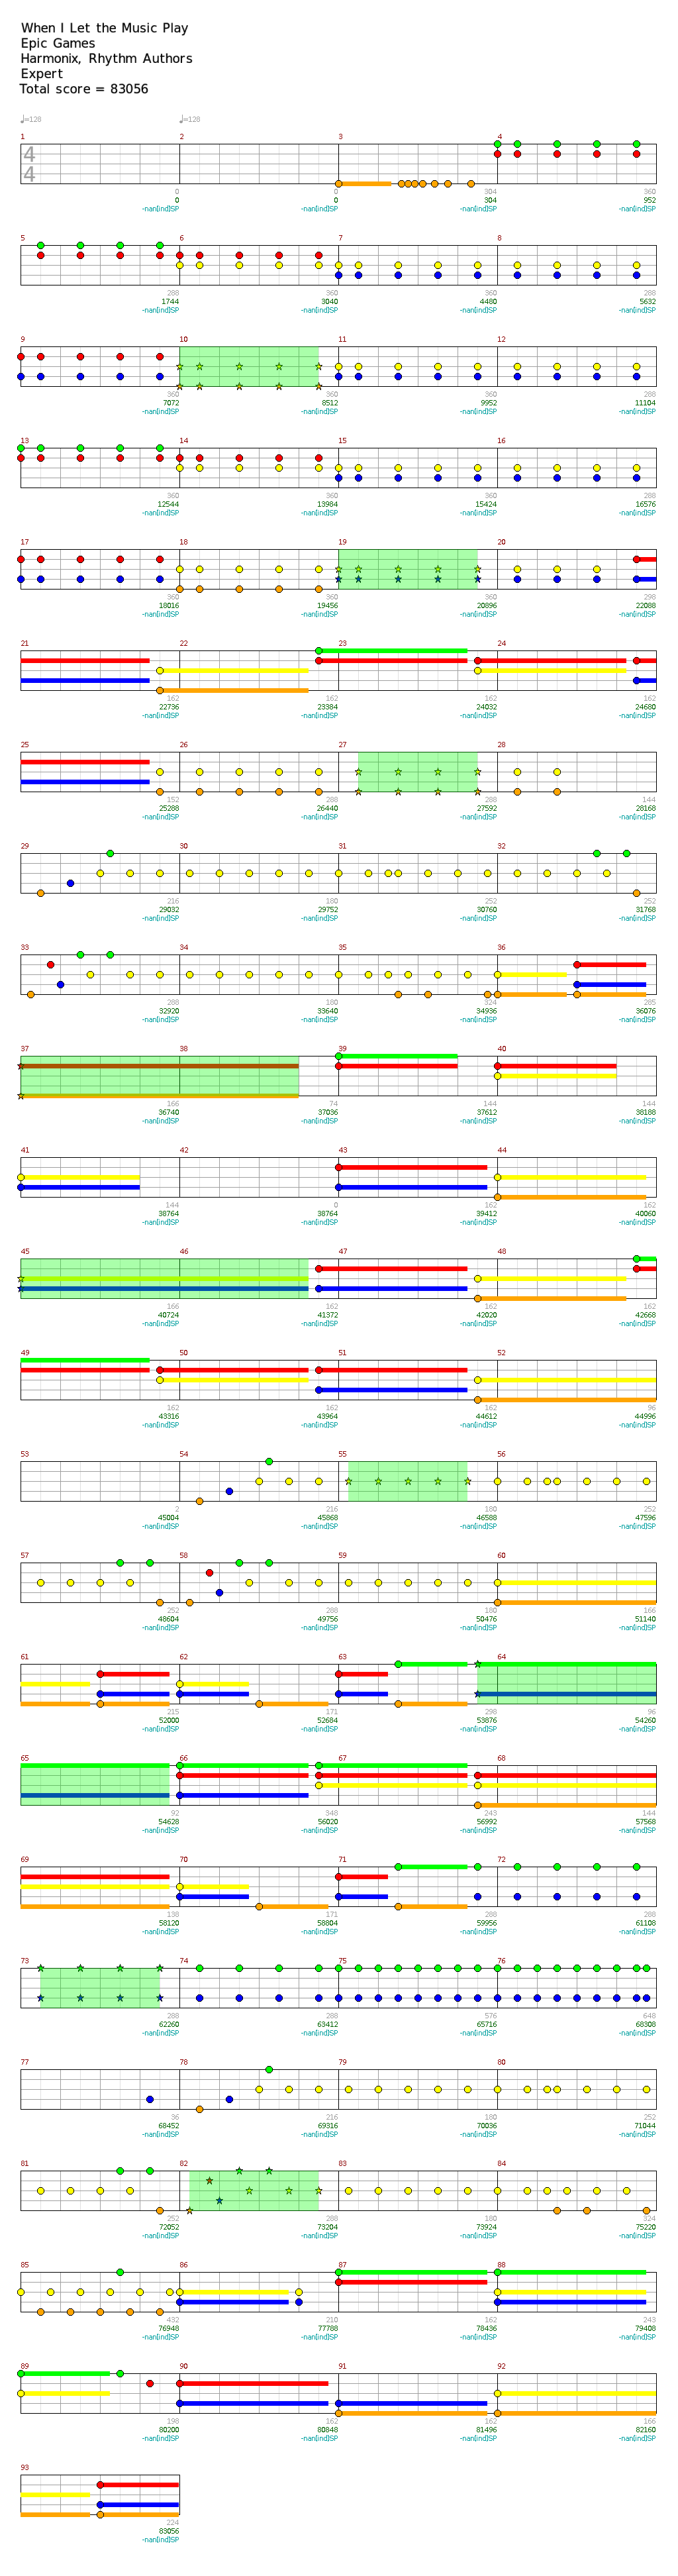 When I Let the Music Play
Epic Games
Harmonix, Rhythm Authors
Expert
Total score = 83056
♩=128 ♩=128
1 2 3 4
4
4
0 0 304 360
0 0 304 952
-nan[ind]SP -nan[ind]SP -nan[ind]SP -nan[ind]SP
5 6 7 8
288 360 360 288
1744 3040 4480 5632
-nan[ind]SP -nan[ind]SP -nan[ind]SP -nan[ind]SP
9 10 11 12
360 360 360 288
7072 8512 9952 11104
-nan[ind]SP -nan[ind]SP -nan[ind]SP -nan[ind]SP
13 14 15 16
360 360 360 288
12544 13984 15424 16576
-nan[ind]SP -nan[ind]SP -nan[ind]SP -nan[ind]SP
17 18 19 20
360 360 360 298
18016 19456 20896 22088
-nan[ind]SP -nan[ind]SP -nan[ind]SP -nan[ind]SP
21 22 23 24
162 162 162 162
22736 23384 24032 24680
-nan[ind]SP -nan[ind]SP -nan[ind]SP -nan[ind]SP
25 26 27 28
152 288 288 144
25288 26440 27592 28168
-nan[ind]SP -nan[ind]SP -nan[ind]SP -nan[ind]SP
29 30 31 32
216 180 252 252
29032 29752 30760 31768
-nan[ind]SP -nan[ind]SP -nan[ind]SP -nan[ind]SP
33 34 35 36
288 180 324 285
32920 33640 34936 36076
-nan[ind]SP -nan[ind]SP -nan[ind]SP -nan[ind]SP
37 38 39 40
166 74 144 144
36740 37036 37612 38188
-nan[ind]SP -nan[ind]SP -nan[ind]SP -nan[ind]SP
41 42 43 44
144 0 162 162
38764 38764 39412 40060
-nan[ind]SP -nan[ind]SP -nan[ind]SP -nan[ind]SP
45 46 47 48
166 162 162 162
40724 41372 42020 42668
-nan[ind]SP -nan[ind]SP -nan[ind]SP -nan[ind]SP
49 50 51 52
162 162 162 96
43316 43964 44612 44996
-nan[ind]SP -nan[ind]SP -nan[ind]SP -nan[ind]SP
53 54 55 56
2 216 180 252
45004 45868 46588 47596
-nan[ind]SP -nan[ind]SP -nan[ind]SP -nan[ind]SP
57 58 59 60
252 288 180 166
48604 49756 50476 51140
-nan[ind]SP -nan[ind]SP -nan[ind]SP -nan[ind]SP
61 62 63 64
215 171 298 96
52000 52684 53876 54260
-nan[ind]SP -nan[ind]SP -nan[ind]SP -nan[ind]SP
65 66 67 68
92 348 243 144
54628 56020 56992 57568
-nan[ind]SP -nan[ind]SP -nan[ind]SP -nan[ind]SP
69 70 71 72
138 171 288 288
58120 58804 59956 61108
-nan[ind]SP -nan[ind]SP -nan[ind]SP -nan[ind]SP
73 74 75 76
288 288 576 648
62260 63412 65716 68308
-nan[ind]SP -nan[ind]SP -nan[ind]SP -nan[ind]SP
77 78 79 80
36 216 180 252
68452 69316 70036 71044
-nan[ind]SP -nan[ind]SP -nan[ind]SP -nan[ind]SP
81 82 83 84
252 288 180 324
72052 73204 73924 75220
-nan[ind]SP -nan[ind]SP -nan[ind]SP -nan[ind]SP
85 86 87 88
432 210 162 243
76948 77788 78436 79408
-nan[ind]SP -nan[ind]SP -nan[ind]SP -nan[ind]SP
89 90 91 92
198 162 162 166
80200 80848 81496 82160
-nan[ind]SP -nan[ind]SP -nan[ind]SP -nan[ind]SP
93
224
83056
-nan[ind]SP